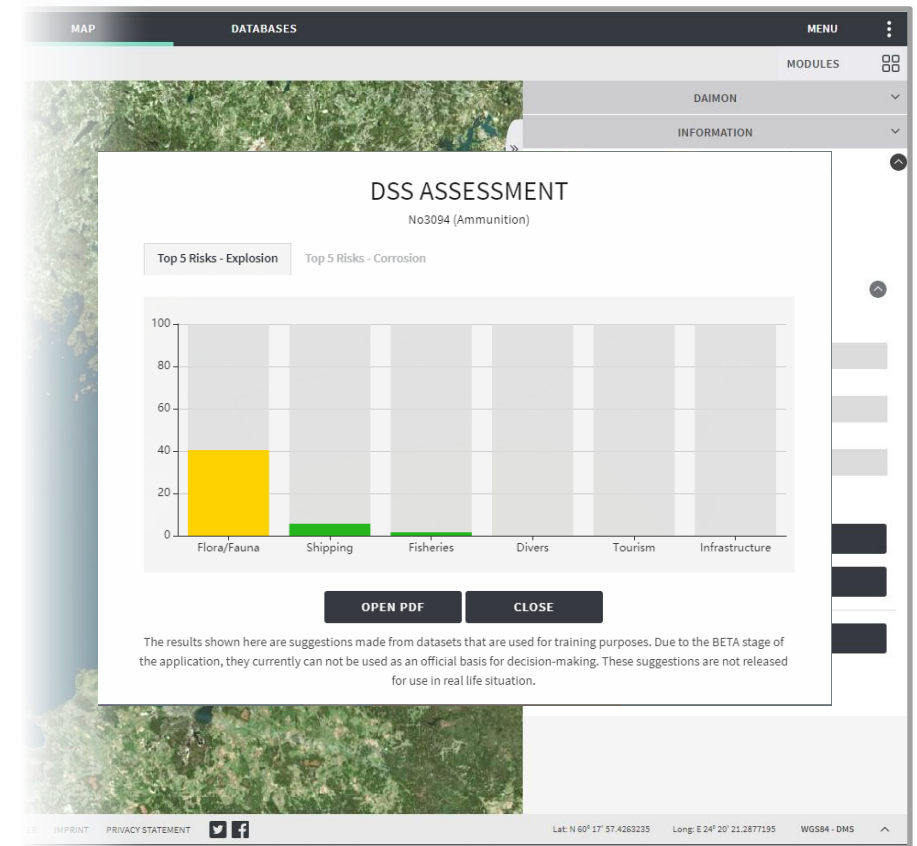 MAP DATABASES MENU
MODULES
DAIMON
INFORMATION
DSS ASSESSMENT
No3094 (Ammunition)
Top 5 Risks - Explosion Top 5 Risks - Corrosion
100
80
60
40
20
0
Flora/Fauna Shipping Fisheries Divers Tourism Infrastructure
OPEN PDF CLOSE
The results shown here are suggestions made from datasets that are used for training purposes. Due to the BETA stage of
the application, they currently can not be used as an official basis for decision-making. These suggestions are not released
for use in real life situation.
IMPRINT PRIVACY STATEMENT Lat: N 60° 17' 57.4263235 Long: E 24° 20' 21.2877195 WGS84 - DMS